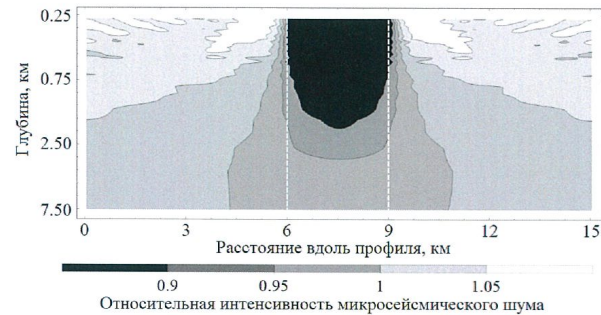 0.25
0.75
2.50
7.50
Глубина, км
0 3 6 9 12 15
Расстояние вдоль профиля, км
0.9 0.95 1 1.05
Относительная интенсивность микросейсмического шума